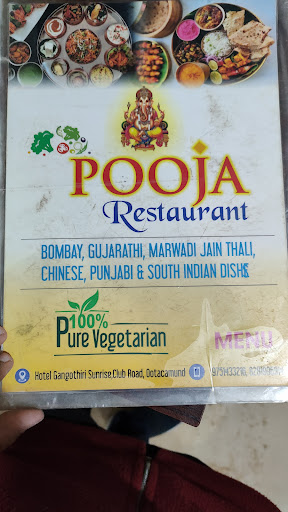 POOJA
Restaurant
BOMBAY, GUJARATHI, MARWADI JAIN THALI,
CHINESE, PUNJABI & SOUTH INDIAN DISHES
100%
Pure Vegetarian
MENU
Hotel Gangothiri Sunrise, Club Road, Ootacamund